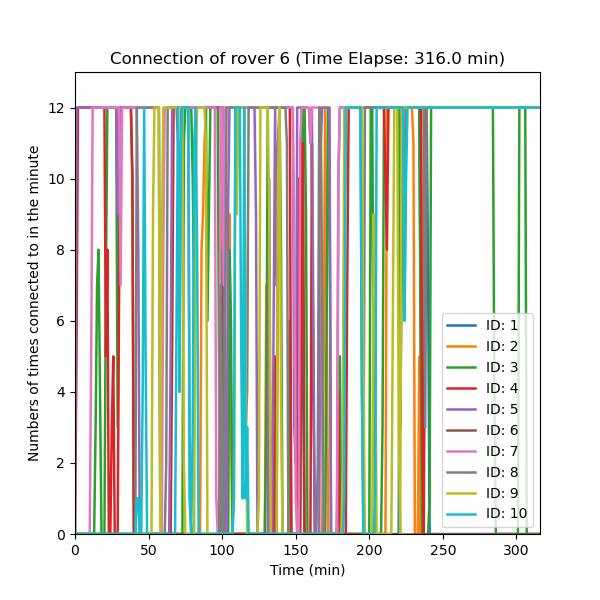 Connection of rover 6 (Time Elapse: 316.0 min)
Numbers of times connected to in the minute
12
10
8
6
4
2
0
ID: 1
ID: 2
ID: 3
ID: 4
ID: 5
ID: 6
ID: 7
ID: 8
ID: 9
ID: 10
0 50 100 150 200 250 300
Time (min)